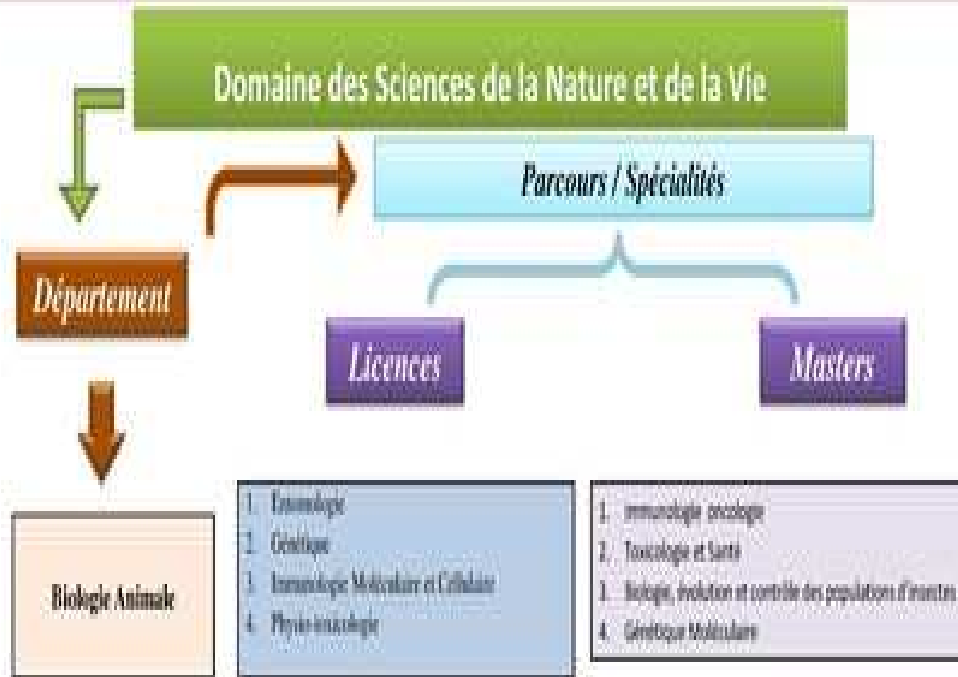 Domaine des Sciences de la Nature et de la Vie
Parcours / Spécialités
Département
Licences
Masters
Biologie Animale
1. Entomologie
2. Génétique
3. Immunologie Moléculaire et Cellulaire
4. Physio-toxicologie
1. Immunologie oncologie
2. Toxicologie et Santé
3. Biologie, évolution et contrôle des populations d'insectes
4. Génétique Moléculaire